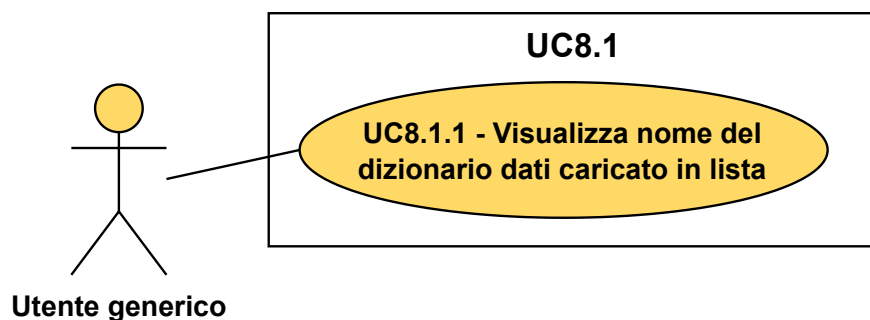 UC8.1
UC8.1.1 - Visualizza nome del
dizionario dati caricato in lista
Utente generico